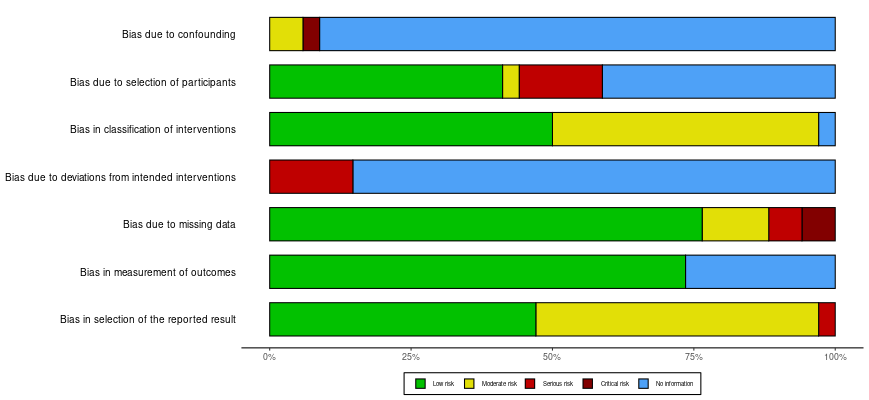 Bias due to confounding
Bias due to selection of participants
Bias in classification of interventions
Bias due to deviations from intended interventions
Bias due to missing data
Bias in measurement of outcomes
Bias in selection of the reported result
0% 25% 50% 75% 100%
Low risk Moderate risk Serious risk Critical risk No information